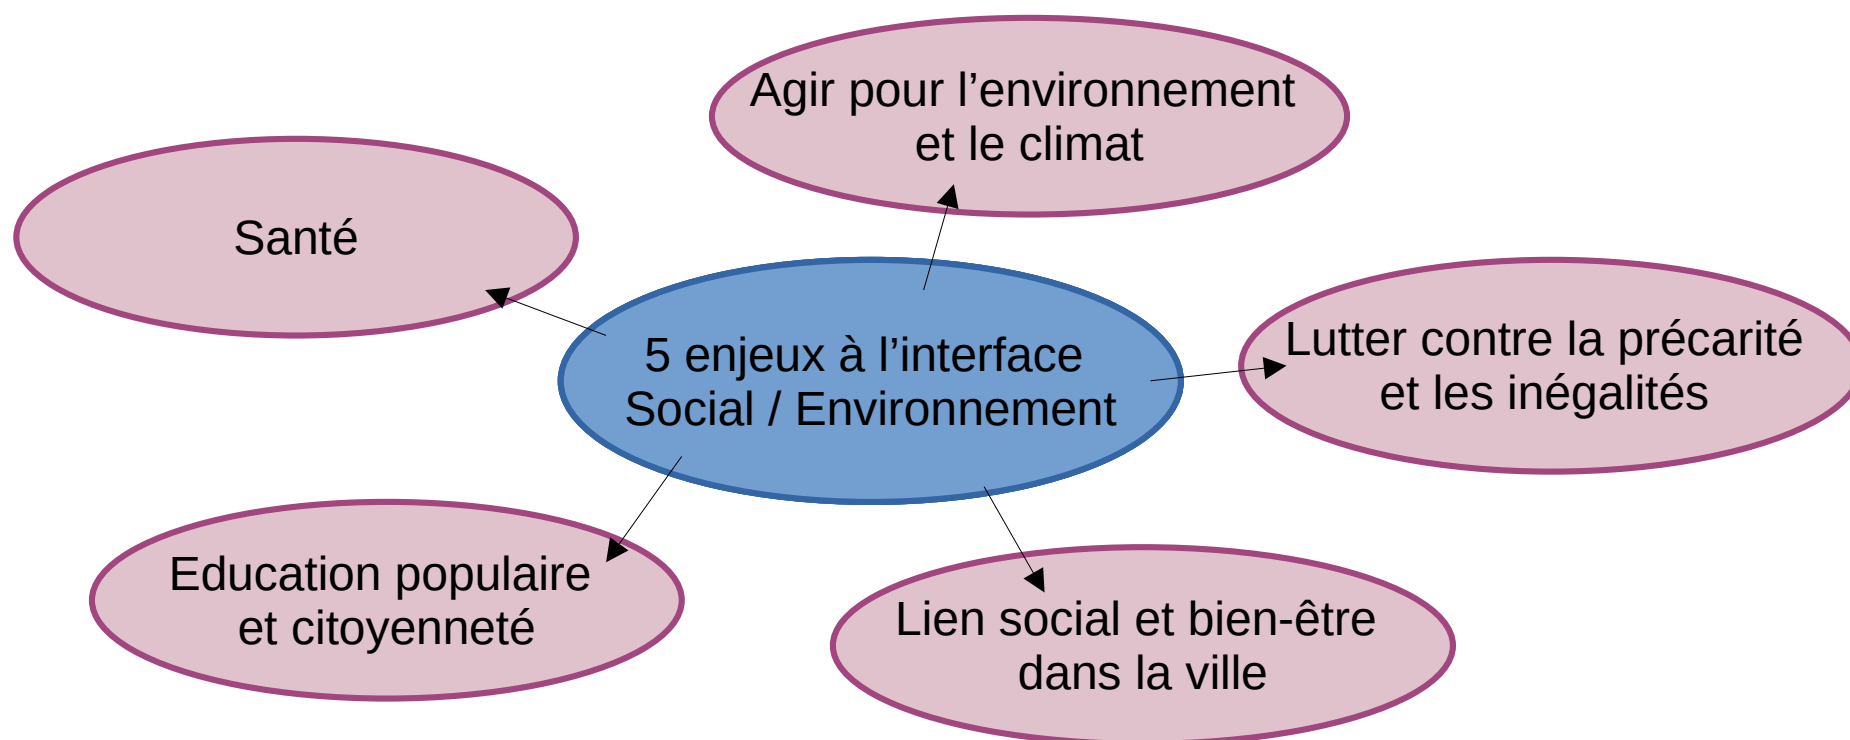 Agir pour l’environnement
et le climat
Santé
5 enjeux à l’interface
Social / Environnement
Lutter contre la précarité
et les inégalités
Education populaire
et citoyenneté
Lien social et bien-être
dans la ville